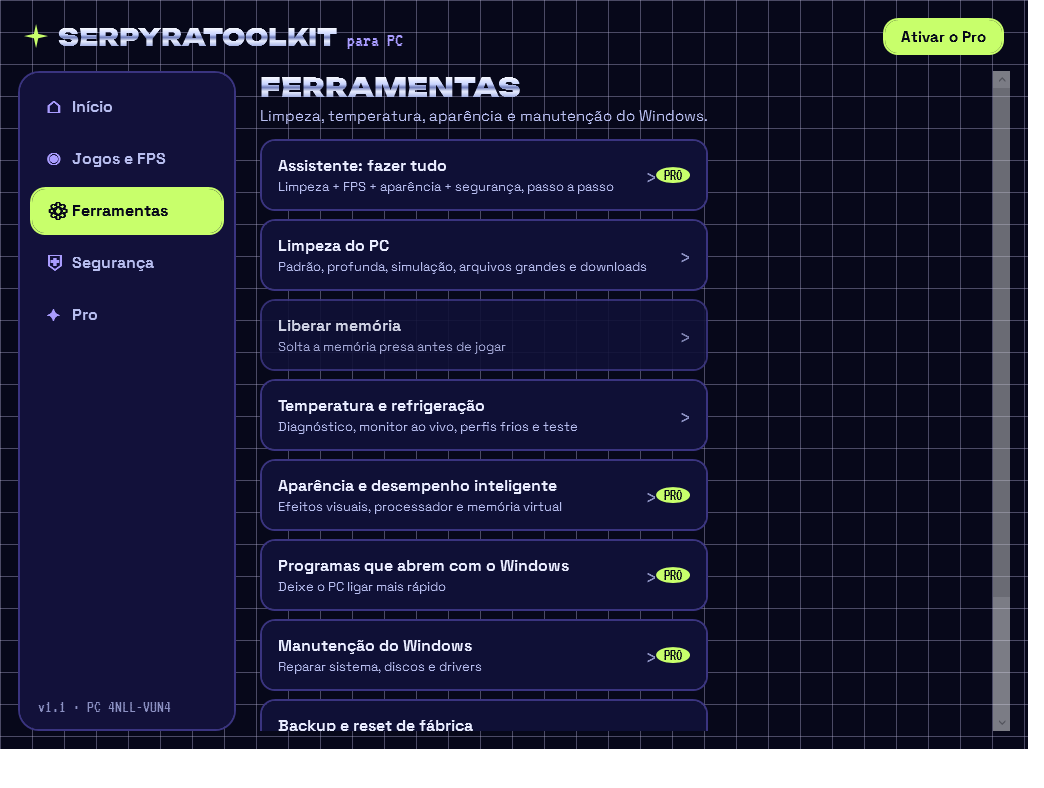 SERPYRATOOLKIT para PC
Ativar o Pro
Início
Jogos e FPS
Ferramentas
Segurança
Pro
v1.1 · PC 4NLL-VUN4
FERRAMENTAS
Limpeza, temperatura, aparência e manutenção do Windows.
Assistente: fazer tudo
Limpeza + FPS + aparência + segurança, passo a passo
> PRO
Limpeza do PC
Padrão, profunda, simulação, arquivos grandes e downloads
>
Liberar memória
Solta a memória presa antes de jogar
>
Temperatura e refrigeração
Diagnóstico, monitor ao vivo, perfis frios e teste
>
Aparência e desempenho inteligente
Efeitos visuais, processador e memória virtual
> PRO
Programas que abrem com o Windows
Deixe o PC ligar mais rápido
> PRO
Manutenção do Windows
Reparar sistema, discos e drivers
> PRO
Backup e reset de fábrica